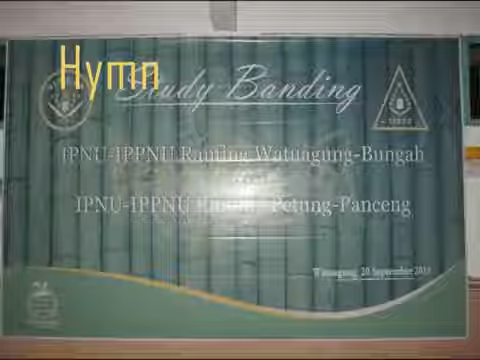 Hymn
Study Banding
IPNU-IPPNU Ranting Watuagung-Bungah
IPNU-IPPNU Petung-Panceng
Watuagung, 20 September